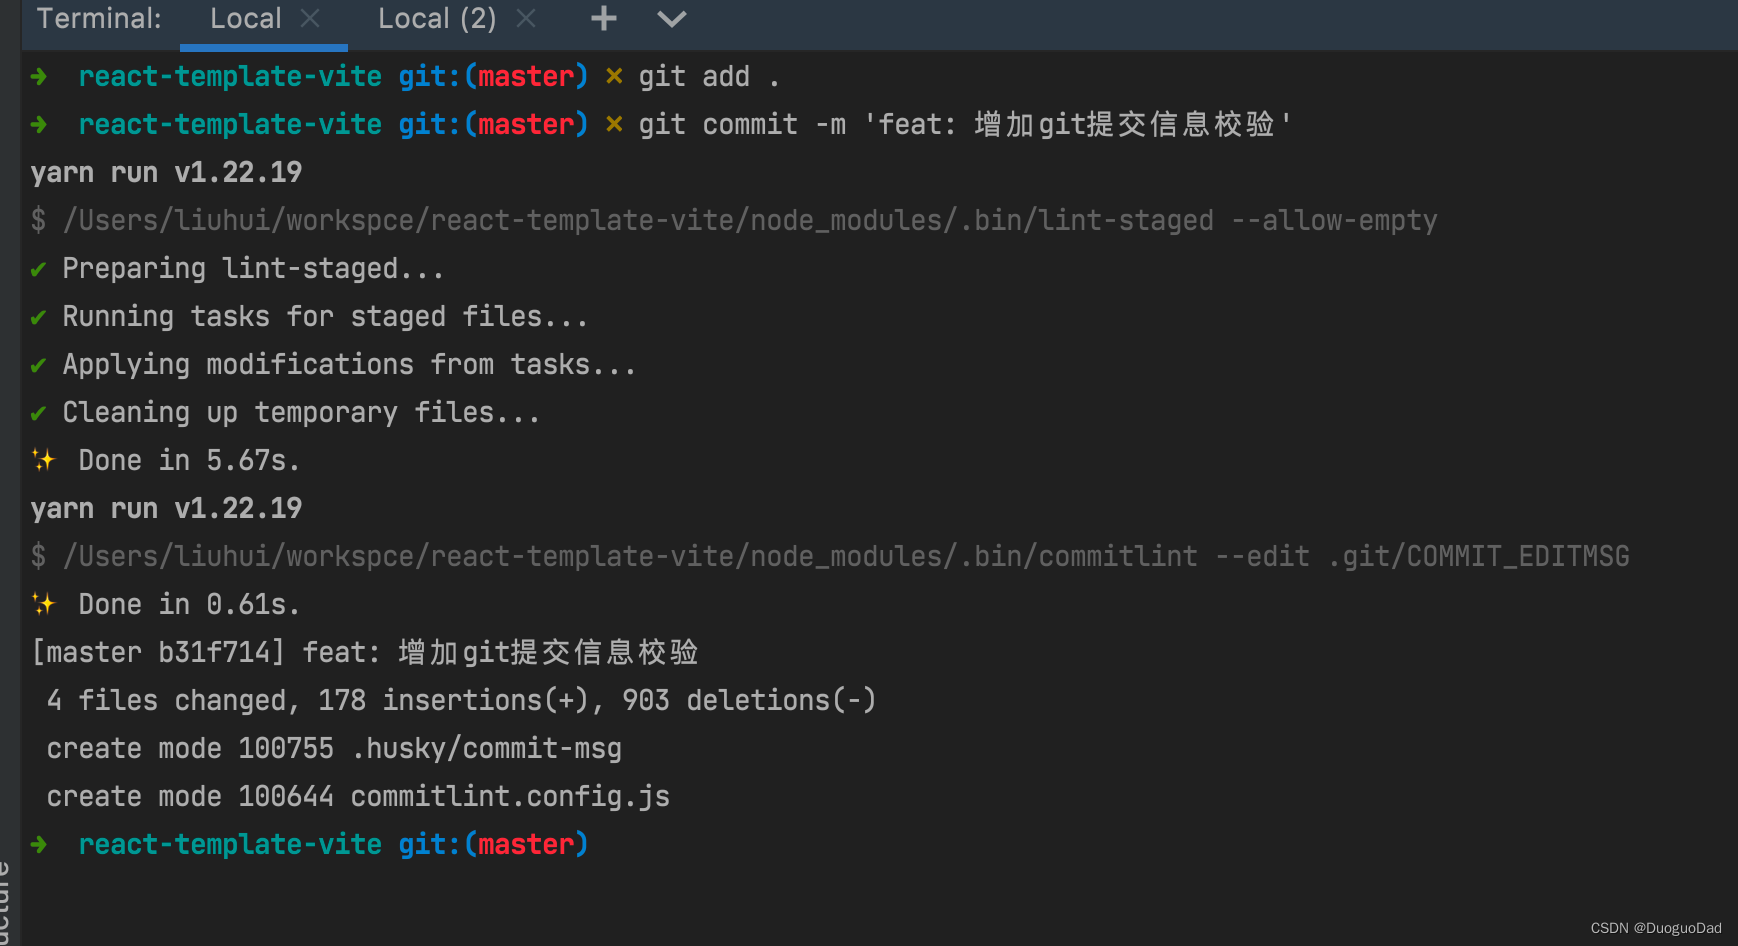 Terminal: Local × Local (2) × +
➜ react-template-vite git:(master) ✗ git add .
➜ react-template-vite git:(master) ✗ git commit -m 'feat: 增加git提交信息校验'
yarn run v1.22.19
$ /Users/liuhui/workspce/react-template-vite/node_modules/.bin/lint-staged --allow-empty
✔ Preparing lint-staged...
✔ Running tasks for staged files...
✔ Applying modifications from tasks...
✔ Cleaning up temporary files...
✨ Done in 5.67s.
yarn run v1.22.19
$ /Users/liuhui/workspce/react-template-vite/node_modules/.bin/commitlint --edit .git/COMMIT_EDITMSG
✨ Done in 0.61s.
[master b31f714] feat: 增加git提交信息校验
4 files changed, 178 insertions(+), 903 deletions(-)
create mode 100755 .husky/commit-msg
create mode 100644 commitlint.config.js
➜ react-template-vite git:(master)
CSDN @DuoguoDad